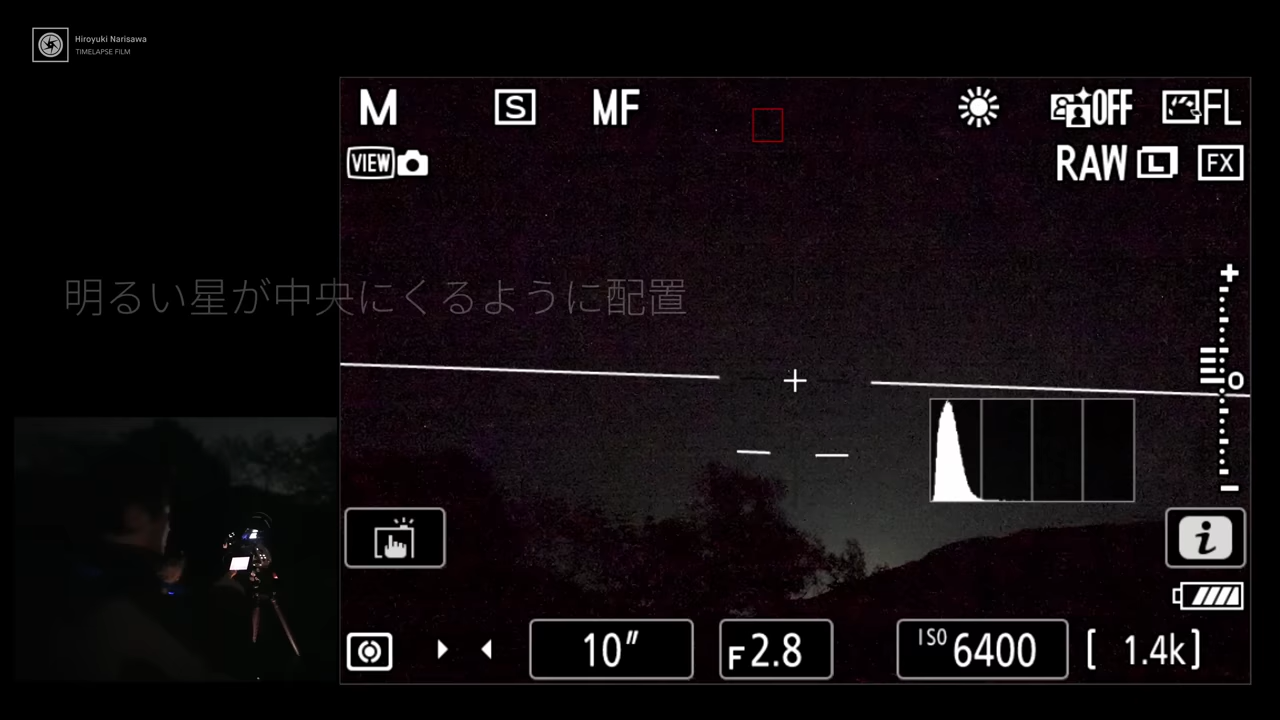 Hiroyuki Narisawa
TIMELAPSE FILM
M S MF OFF FL
VIEW RAW L FX
明るい星が中央にくるように配置
+
0
−
i
10″ F2.8 ISO 6400 [ 1.4k]